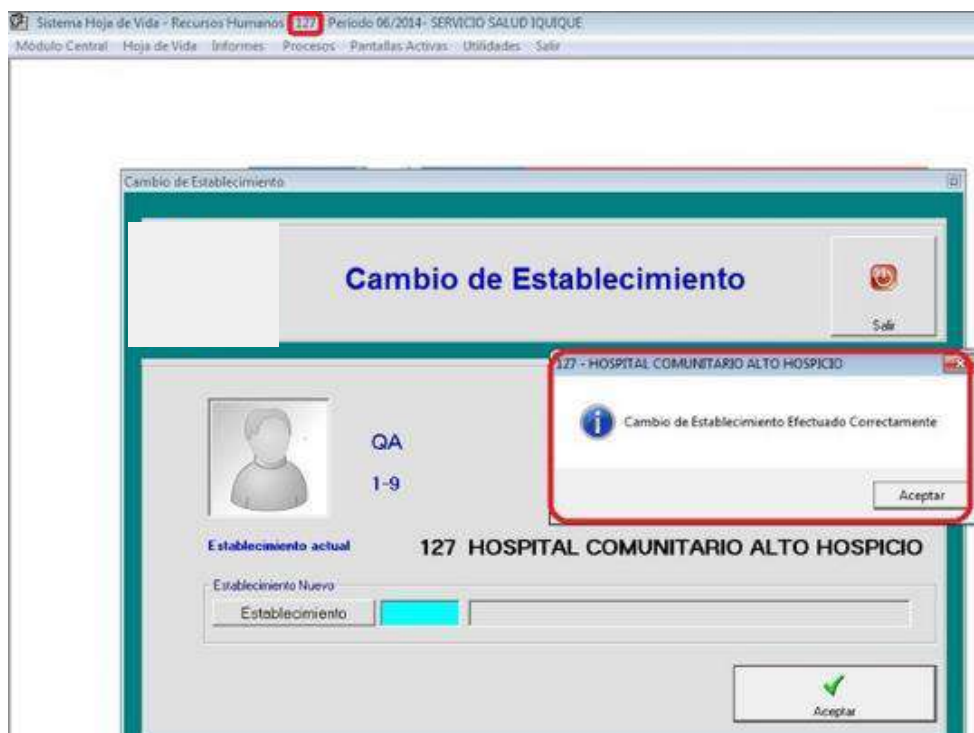 Sistema Hoja de Vida - Recursos Humanos 127 Periodo 06/2014- SERVICIO SALUD IQUIQUE
Módulo Central Hoja de Vida Informes Procesos Pantallas Activas Utilidades Salir
Cambio de Establecimiento
Cambio de Establecimiento
Salir
127 - HOSPITAL COMUNITARIO ALTO HOSPICIO
Cambio de Establecimiento Efectuado Correctamente
Aceptar
QA
1-9
Establecimiento actual 127 HOSPITAL COMUNITARIO ALTO HOSPICIO
Establecimiento Nuevo
Establecimiento
Aceptar